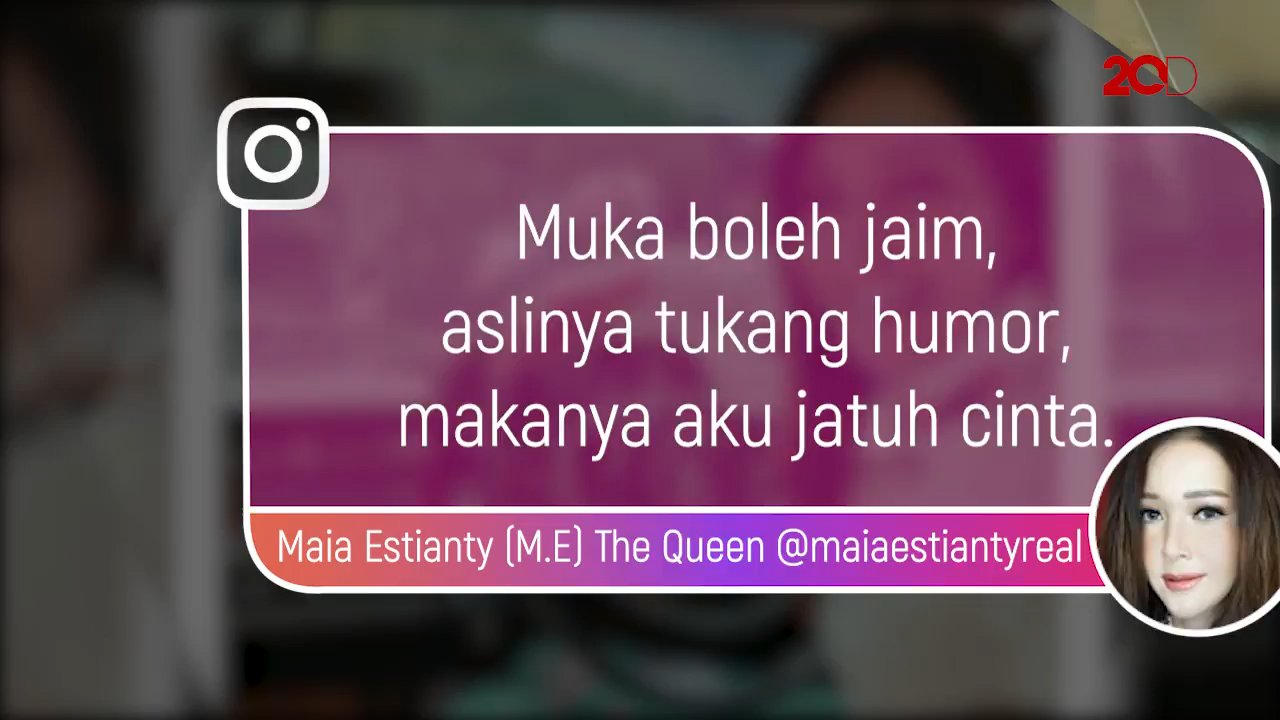 20D
Muka boleh jaim,
aslinya tukang humor,
makanya aku jatuh cinta.
Maia Estianty (M.E) The Queen @maiaestiantyreal